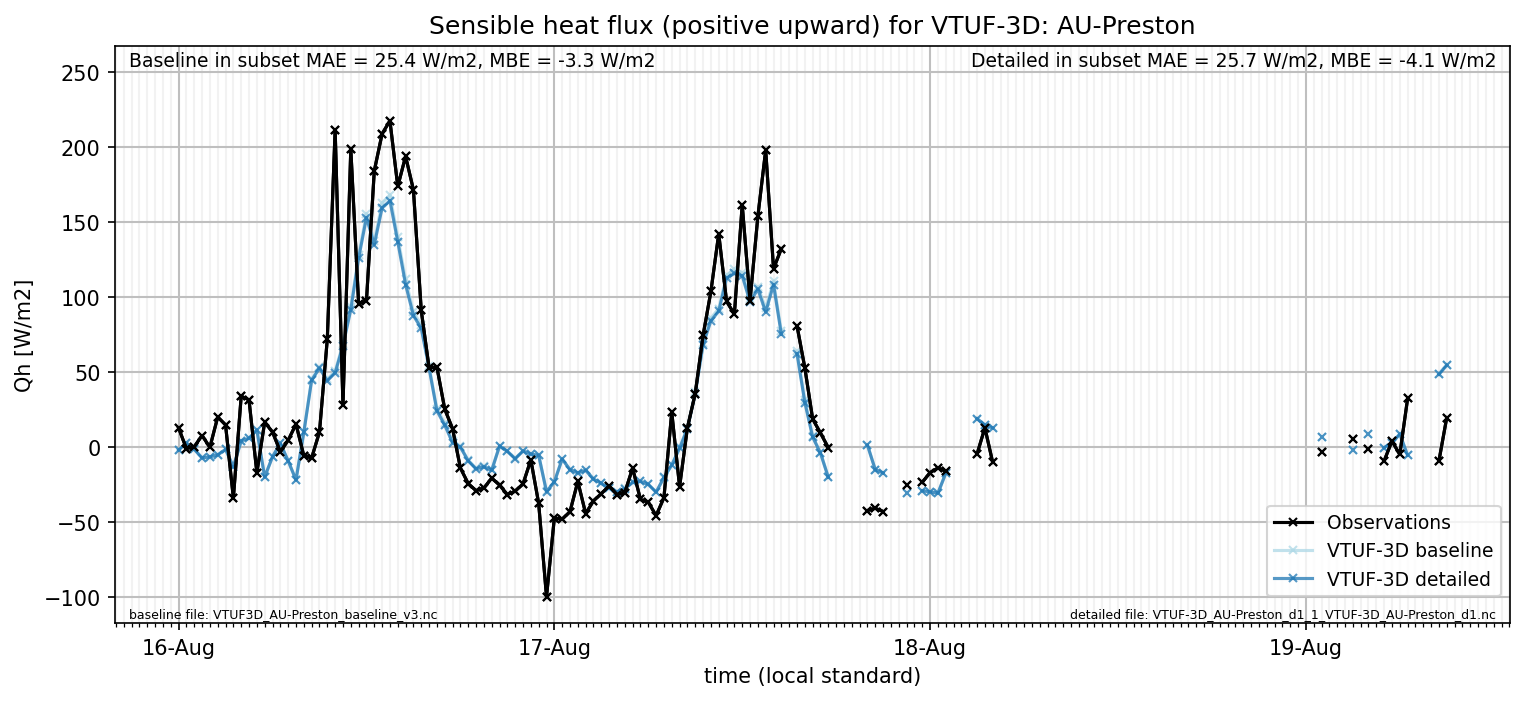 Sensible heat flux (positive upward) for VTUF-3D: AU-Preston
Baseline in subset MAE = 25.4 W/m2, MBE = -3.3 W/m2
Detailed in subset MAE = 25.7 W/m2, MBE = -4.1 W/m2
250
200
150
100
50
0
−50
−100
Qh [W/m2]
Observations
VTUF-3D baseline
VTUF-3D detailed
baseline file: VTUF3D_AU-Preston_baseline_v3.nc
detailed file: VTUF-3D_AU-Preston_d1_1_VTUF-3D_AU-Preston_d1.nc
16-Aug
17-Aug
18-Aug
19-Aug
time (local standard)